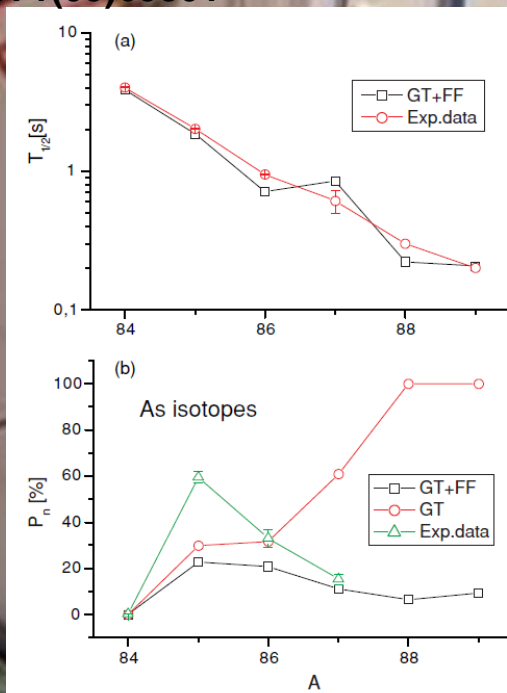 (a)
10
1
0,1
T1/2[s]
GT+FF
Exp.data
84
86
88
A
(b)
As isotopes
100
80
60
40
20
0
Pn [%]
GT+FF
GT
Exp.data
84
86
88
A